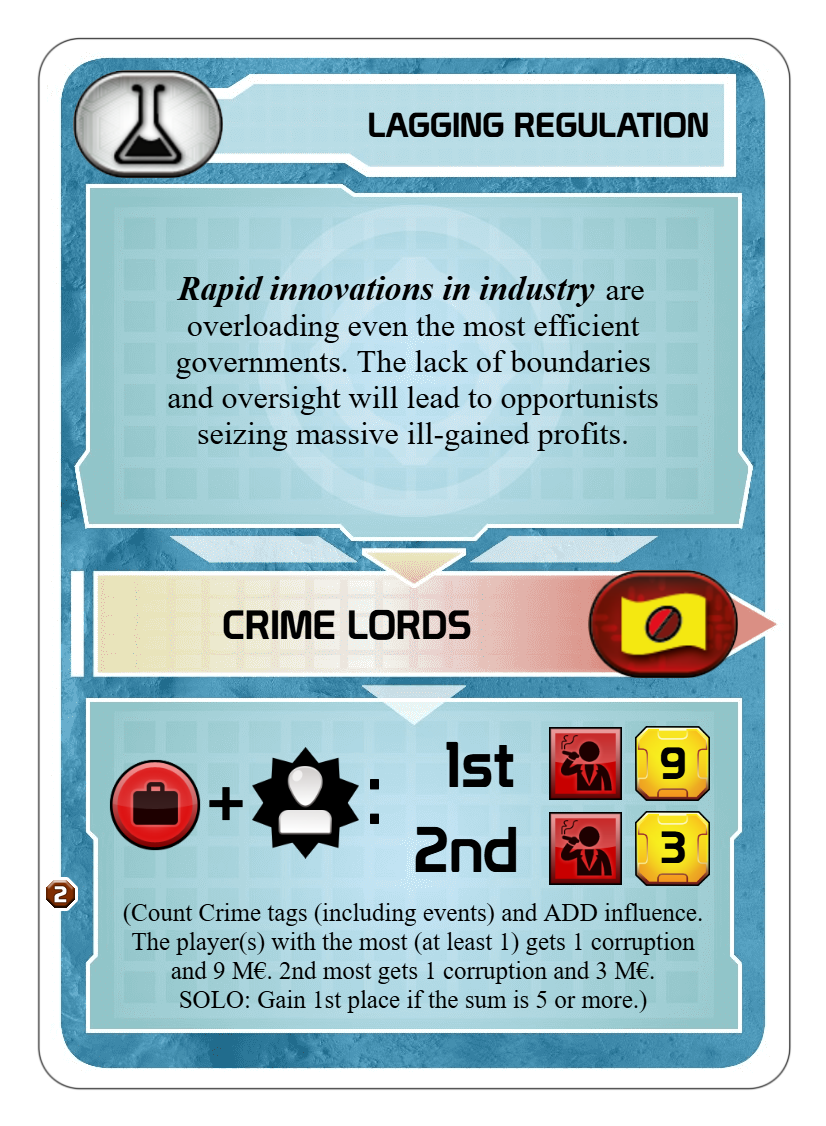 LAGGING REGULATION
Rapid innovations in industry are
overloading even the most efficient
governments. The lack of boundaries
and oversight will lead to opportunists
seizing massive ill-gained profits.
CRIME LORDS
+ : 1st 9
2nd 3
2
(Count Crime tags (including events) and ADD influence.
The player(s) with the most (at least 1) gets 1 corruption
and 9 M€. 2nd most gets 1 corruption and 3 M€.
SOLO: Gain 1st place if the sum is 5 or more.)